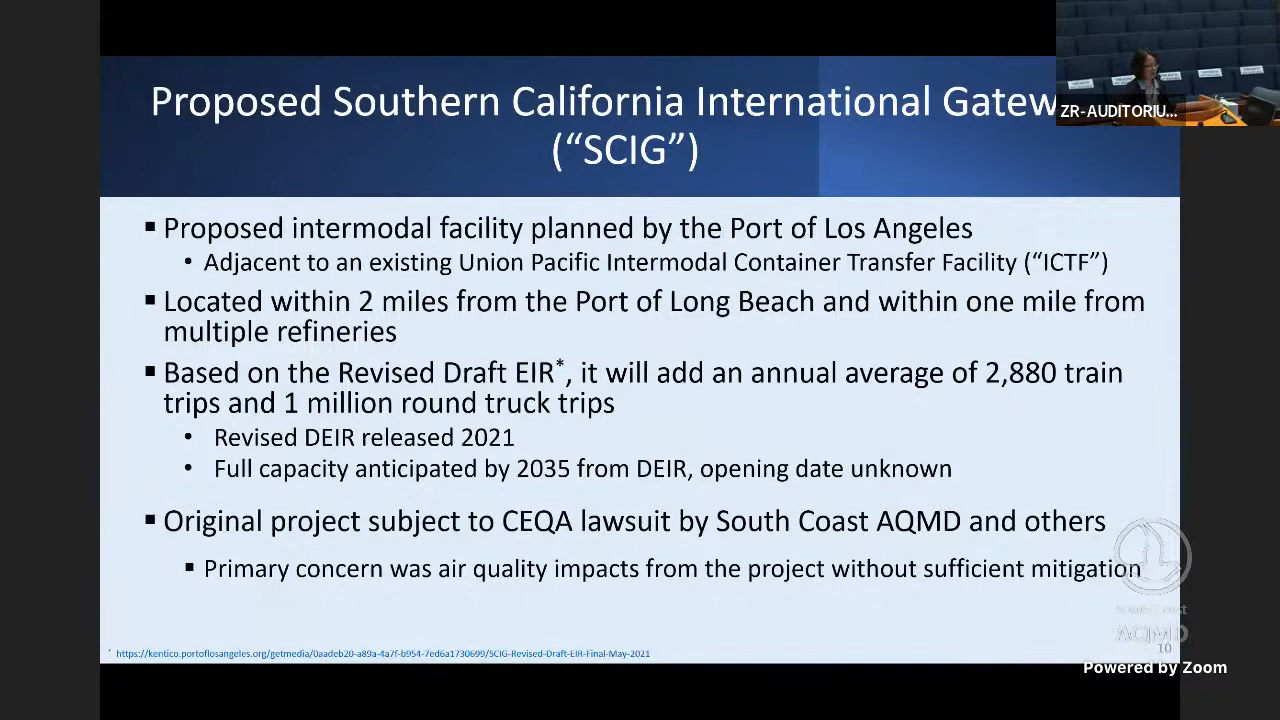 Proposed Southern California International Gatew
(“SCIG”)
ZR-AUDITORIU...
▪ Proposed intermodal facility planned by the Port of Los Angeles
• Adjacent to an existing Union Pacific Intermodal Container Transfer Facility (“ICTF”)
▪ Located within 2 miles from the Port of Long Beach and within one mile from
multiple refineries
▪ Based on the Revised Draft EIR*, it will add an annual average of 2,880 train
trips and 1 million round truck trips
• Revised DEIR released 2021
• Full capacity anticipated by 2035 from DEIR, opening date unknown
▪ Original project subject to CEQA lawsuit by South Coast AQMD and others
▪ Primary concern was air quality impacts from the project without sufficient mitigation
South Coast
AQMD
10
* https://kentico.portoflosangeles.org/getmedia/0aadeb20-a89a-4a7f-b954-7ed6a1730699/SCIG-Revised-Draft-EIR-Final-May-2021
Powered by Zoom